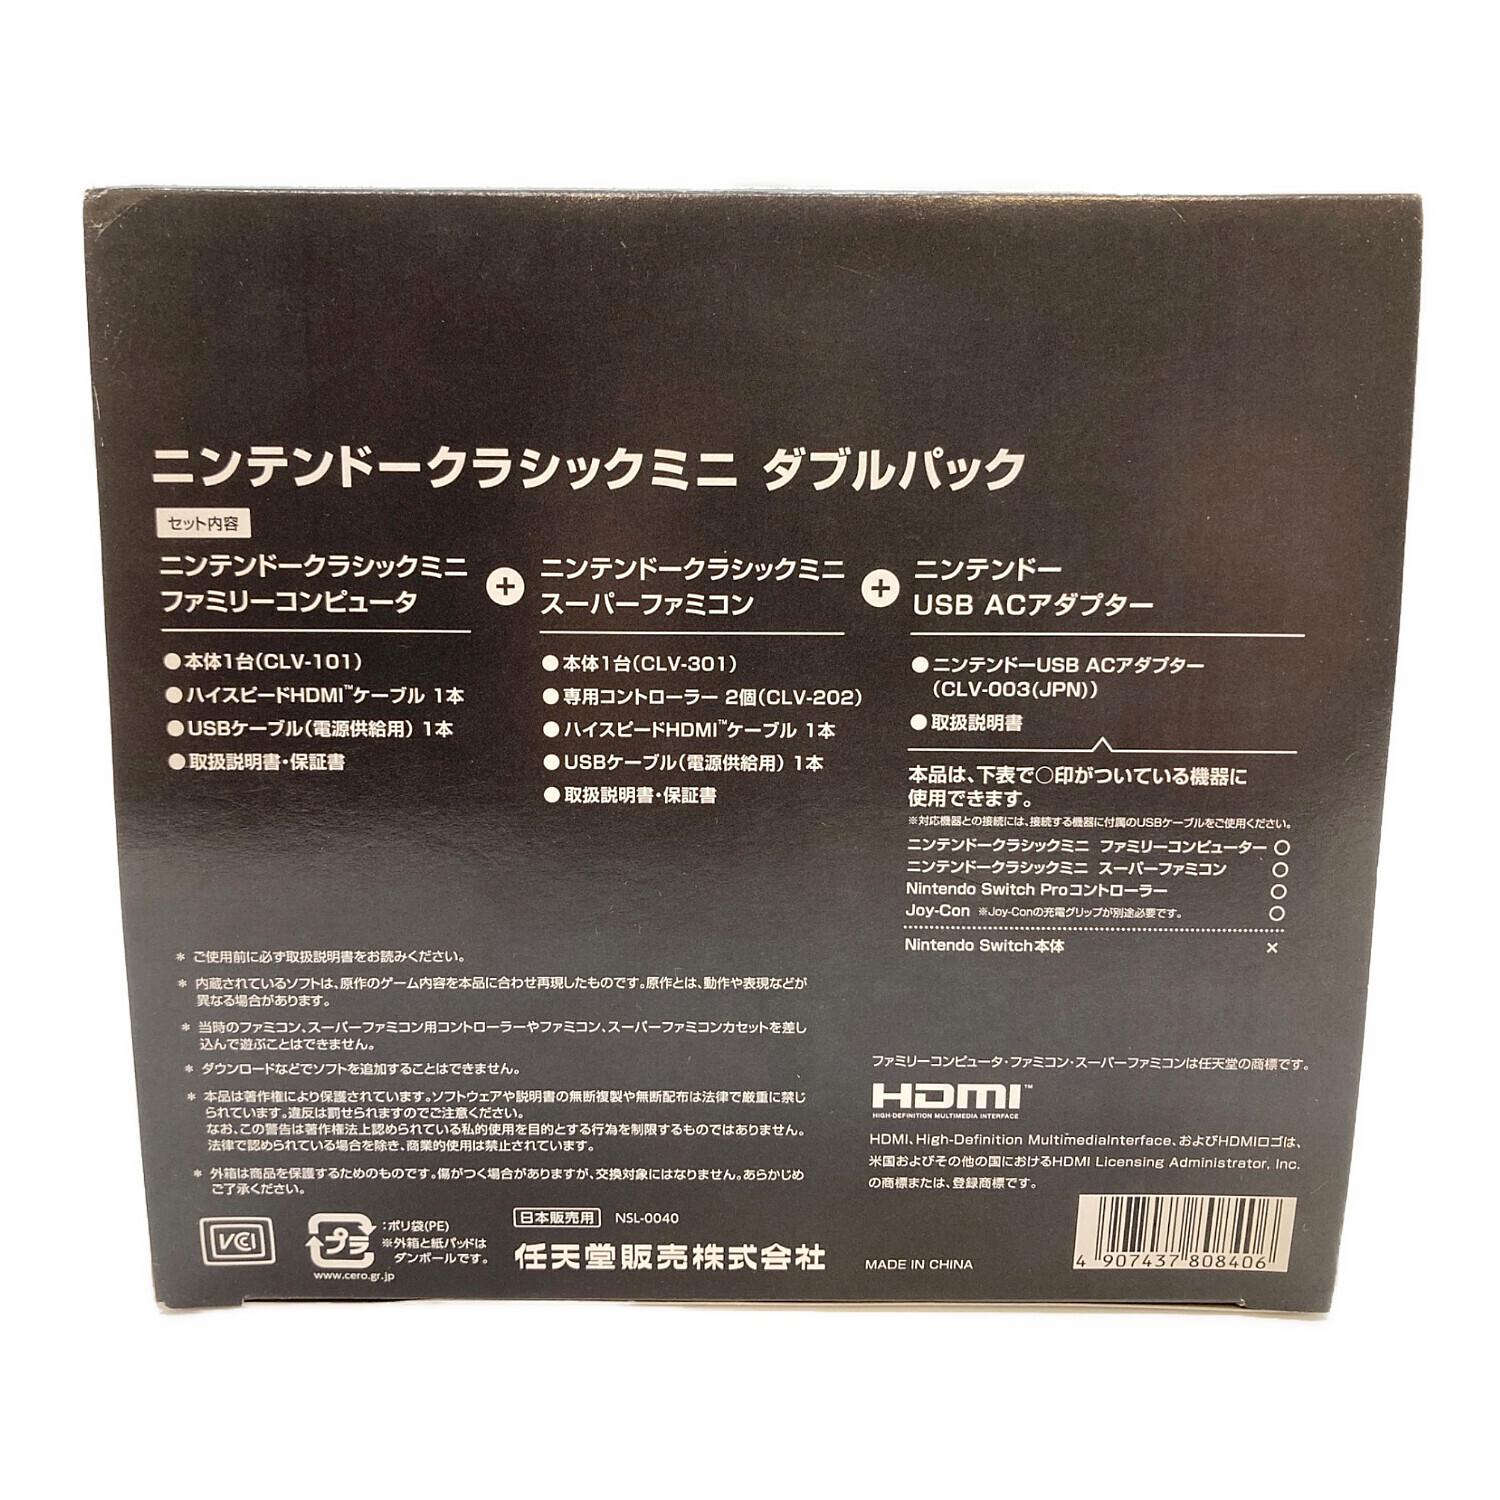 ニンテンドークラシックミニ ダブルパック
セット内容
ニンテンドークラシックミニ
ファミリーコンピュータ
●本体1台(CLV-101)
●ハイスピードHDMI™ケーブル 1本
●USBケーブル(電源供給用) 1本
●取扱説明書・保証書
+
ニンテンドークラシックミニ
スーパーファミコン
●本体1台(CLV-301)
●専用コントローラー 2個(CLV-202)
●ハイスピードHDMI™ケーブル 1本
●USBケーブル(電源供給用) 1本
●取扱説明書・保証書
+
ニンテンドー
USB ACアダプター
●ニンテンドーUSB ACアダプター
(CLV-003(JPN))
●取扱説明書
本品は、下表で○印がついている機器に
使用できます。
※対応機器との接続には、接続する機器に付属のUSBケーブルをご使用ください。
ニンテンドークラシックミニ ファミリーコンピューター ○
ニンテンドークラシックミニ スーパーファミコン ○
Nintendo Switch Proコントローラー ○
Joy-Con ※Joy-Conの充電グリップが別途必要です。 ○
Nintendo Switch本体 ×
* ご使用前に必ず取扱説明書をお読みください。
* 内蔵されているソフトは、原作のゲーム内容を本品に合わせ再現したものです。原作とは、動作や表現などが
異なる場合があります。
* 当時のファミコン、スーパーファミコン用コントローラーやファミコン、スーパーファミコンカセットを差し
込んで遊ぶことはできません。
* ダウンロードなどでソフトを追加することはできません。
* 本品は著作権により保護されています。ソフトウェアや説明書の無断複製や無断配布は法律で厳重に禁じ
られています。違反は罰せられますのでご注意ください。
なお、この警告は著作権法上認められている私的使用を目的とする行為を制限するものではありません。
法律で認められている場合を除き、商業的使用は禁止されています。
* 外箱は商品を保護するためのものです。傷がつく場合がありますが、交換対象にはなりません。あらかじめ
ご了承ください。
VCCI
プラ
:ポリ袋(PE)
※外箱と紙パッドは
ダンボールです。
www.cero.gr.jp
日本販売用 NSL-0040
任天堂販売株式会社
ファミリーコンピュータ・ファミコン・スーパーファミコンは任天堂の商標です。
HDMI™
HIGH-DEFINITION MULTIMEDIA INTERFACE
HDMI、High-Definition MultimediaInterface、およびHDMIロゴは、
米国およびその他の国におけるHDMI Licensing Administrator, Inc.
の商標または、登録商標です。
MADE IN CHINA
4 907437 808406